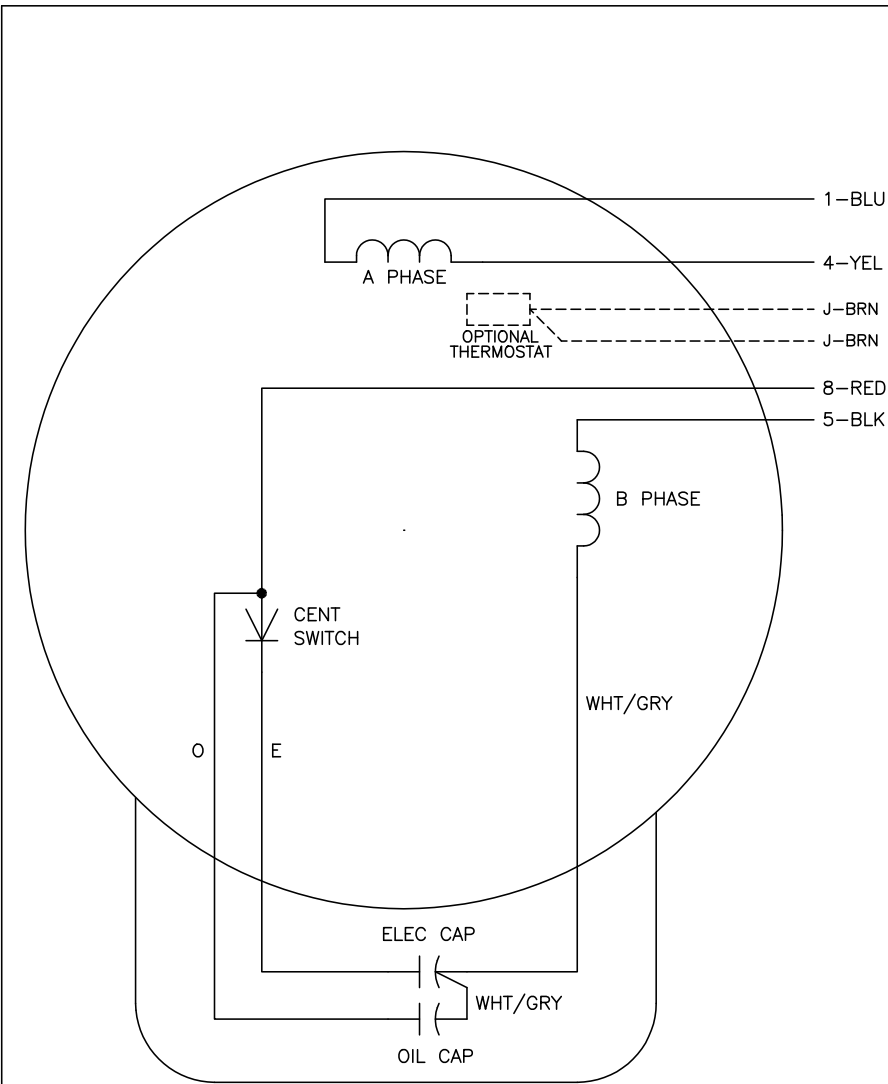 1-BLU
4-YEL
A PHASE
J-BRN
OPTIONAL
THERMOSTAT
J-BRN
8-RED
5-BLK
B PHASE
CENT
SWITCH
WHT/GRY
O
E
ELEC CAP
WHT/GRY
OIL CAP